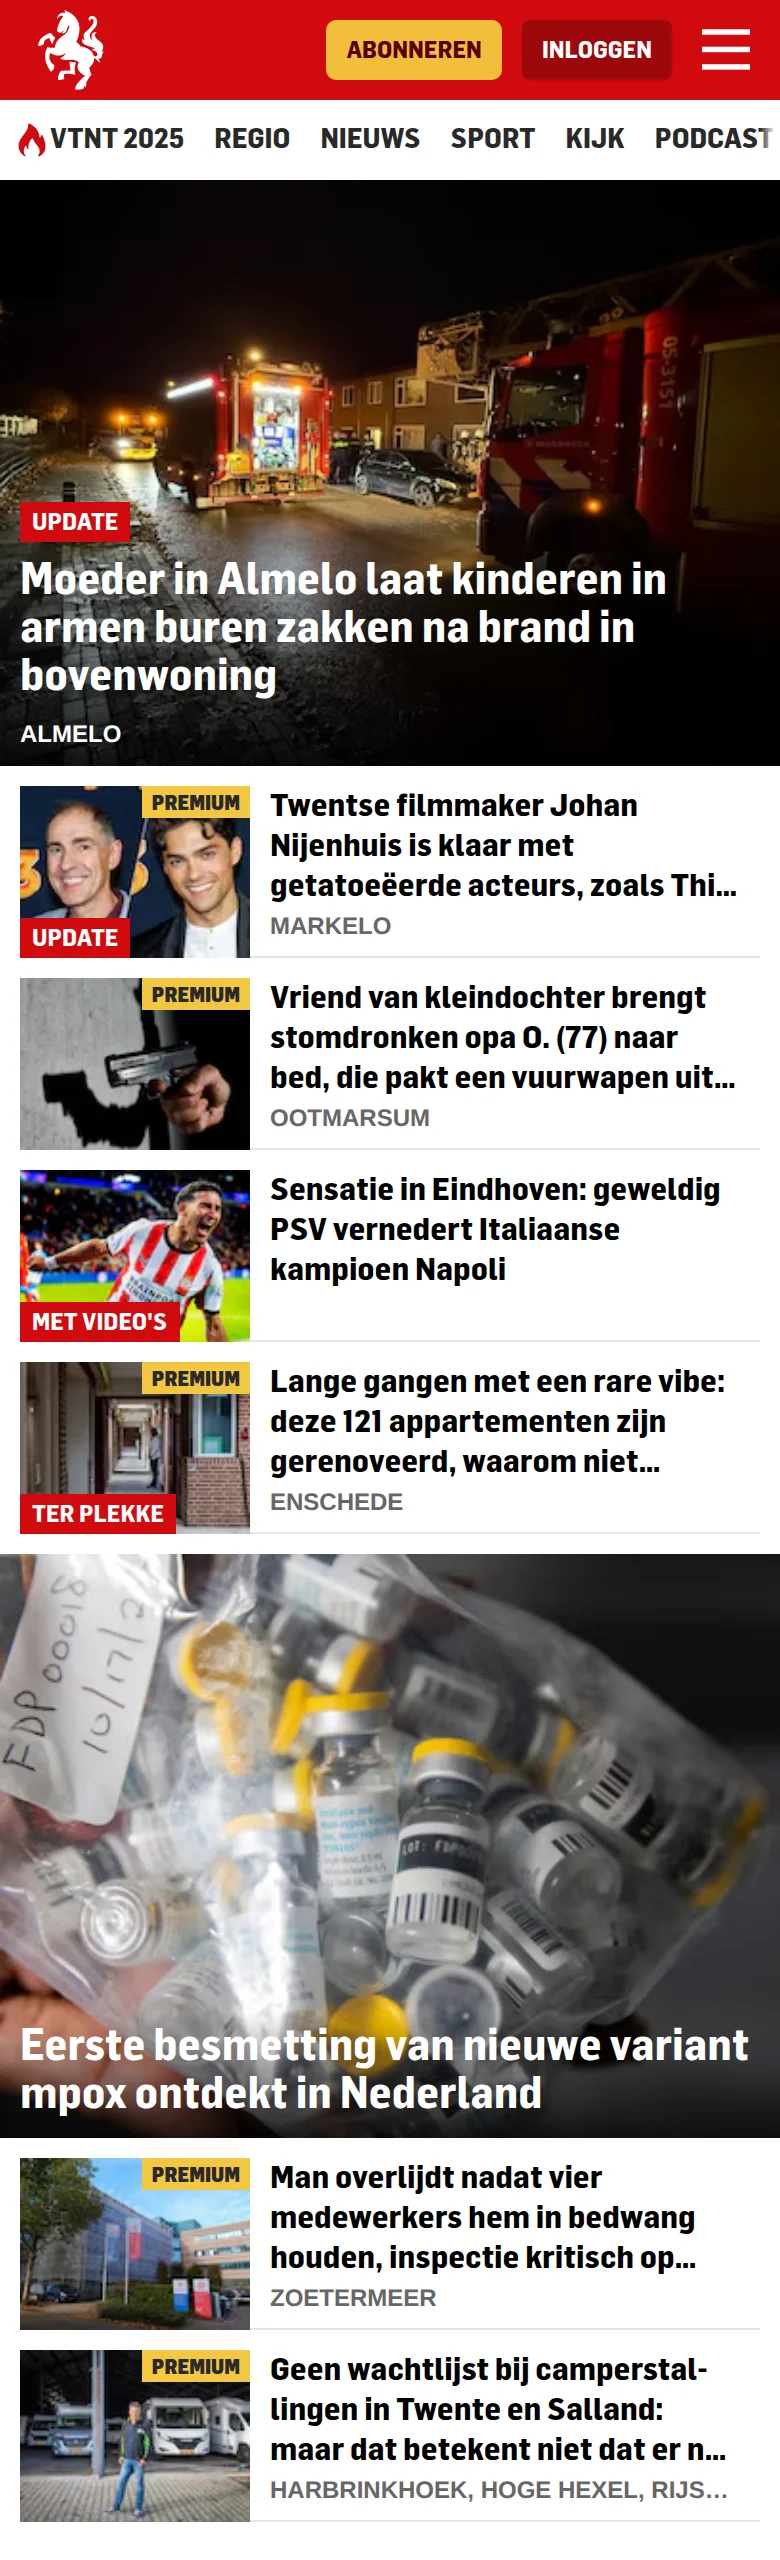 ABONNEREN
INLOGGEN
VTNT 2025 REGIO NIEUWS SPORT KIJK PODCAST
05-3151
UPDATE
Moeder in Almelo laat kinderen in
armen buren zakken na brand in
bovenwoning
ALMELO
PREMIUM
UPDATE
Twentse filmmaker Johan
Nijenhuis is klaar met
getatoeëerde acteurs, zoals Thi...
MARKELO
PREMIUM
Vriend van kleindochter brengt
stomdronken opa O. (77) naar
bed, die pakt een vuurwapen uit...
OOTMARSUM
MET VIDEO'S
Sensatie in Eindhoven: geweldig
PSV vernedert Italiaanse
kampioen Napoli
PREMIUM
TER PLEKKE
Lange gangen met een rare vibe:
deze 121 appartementen zijn
gerenoveerd, waarom niet...
ENSCHEDE
FDP 00018
10/17/2
LOT: FDP00
Eerste besmetting van nieuwe variant
mpox ontdekt in Nederland
PREMIUM
Man overlijdt nadat vier
medewerkers hem in bedwang
houden, inspectie kritisch op...
ZOETERMEER
PREMIUM
Geen wachtlijst bij camperstal-
lingen in Twente en Salland:
maar dat betekent niet dat er n...
HARBRINKHOEK, HOGE HEXEL, RIJS...